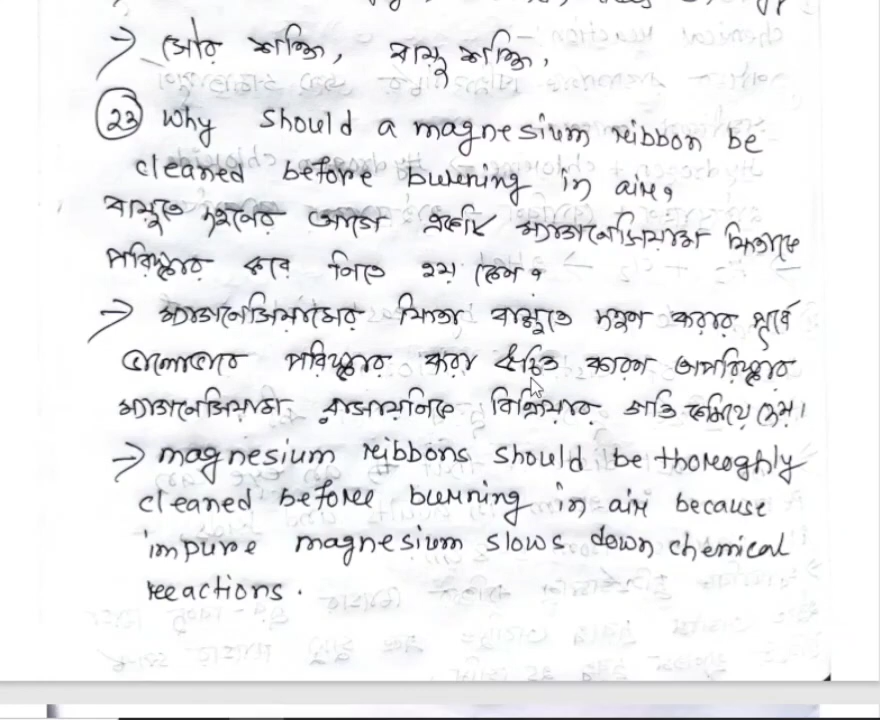 → সৌর শক্তি, বায়ু শক্তি,
23 Why should a magnesium ribbon be
cleaned before burning in air?
বায়ুতে দহনের আগে একটি ম্যাগনেসিয়াম ফিতাকে
পরিষ্কার করে নিতে হয় কেন?
→ ম্যাগনেসিয়ামের ফিতা বায়ুতে দহন করার পূর্বে
ভালোভাবে পরিষ্কার করা উচিত কারণ অপরিষ্কার
ম্যাগনেসিয়াম রাসায়নিক বিক্রিয়ার গতি কমিয়ে দেয়।
→ magnesium ribbons should be thoroghly
cleaned before burning in air because
impure magnesium slows down chemical
reactions.